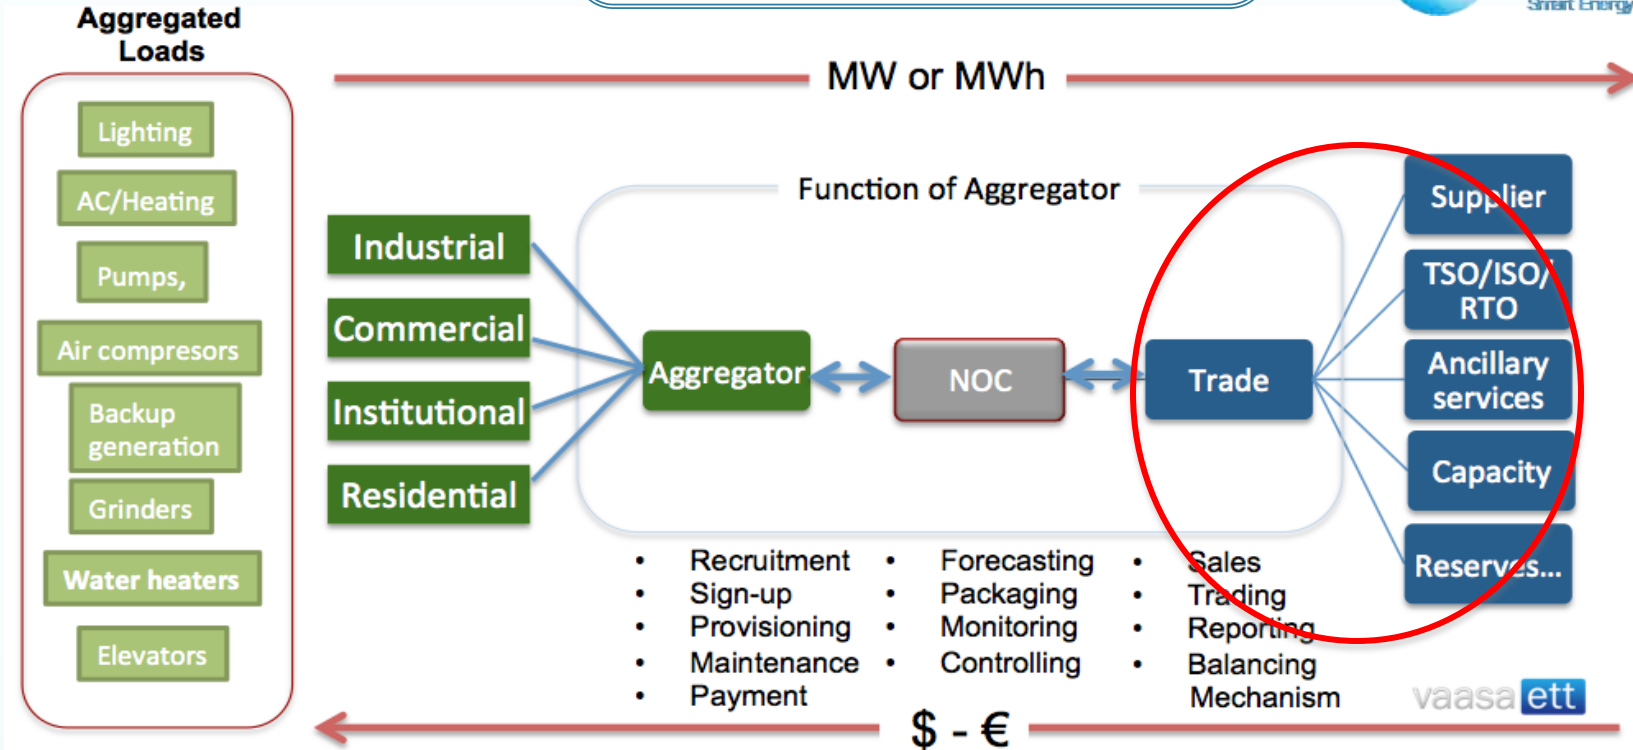 Aggregated
Loads
Smart Energy
MW or MWh
Lighting
AC/Heating
Pumps,
Air compresors
Backup
generation
Grinders
Water heaters
Elevators
Function of Aggregator
Industrial
Commercial
Institutional
Residential
Aggregator
NOC
Trade
Supplier
TSO/ISO/
RTO
Ancillary
services
Capacity
Reserves...
• Recruitment
• Sign-up
• Provisioning
• Maintenance
• Payment
• Forecasting
• Packaging
• Monitoring
• Controlling
• Sales
• Trading
• Reporting
• Balancing
Mechanism
vaasa ett
$ - €